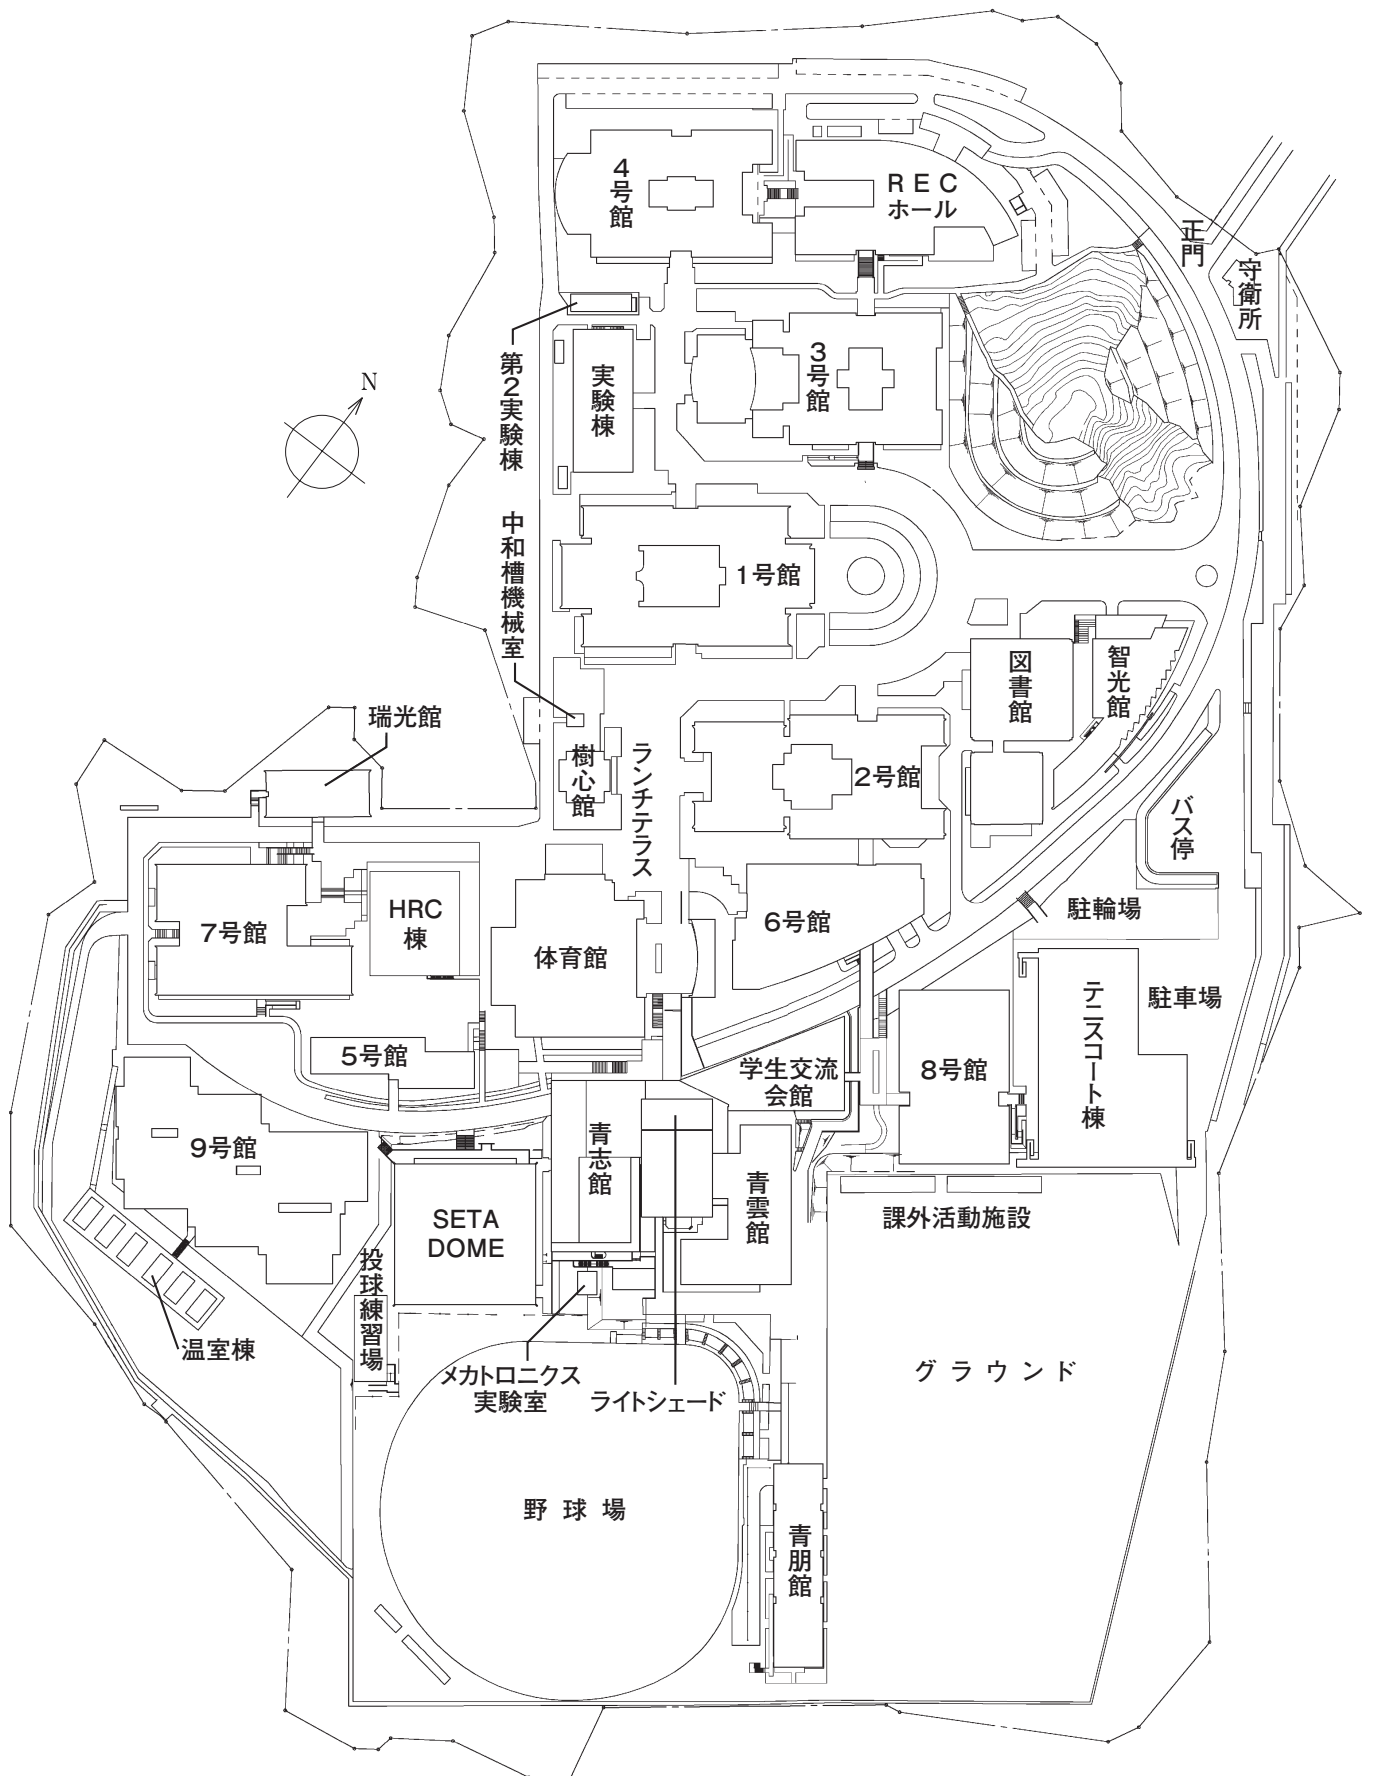 4号館
REC
ホール
正門
守衛所
第2実験棟
実験棟
3号館
N
中和槽機械室
1号館
図書館
智光館
瑞光館
樹心館
ランチテラス
2号館
バス停
7号館
HRC
棟
体育館
6号館
駐輪場
テニスコート棟
駐車場
5号館
学生交流
会館
8号館
9号館
青志館
青雲館
SETA
DOME
課外活動施設
投球練習場
温室棟
メカトロニクス
実験室
ライトシェード
グラウンド
野球場
青朋館